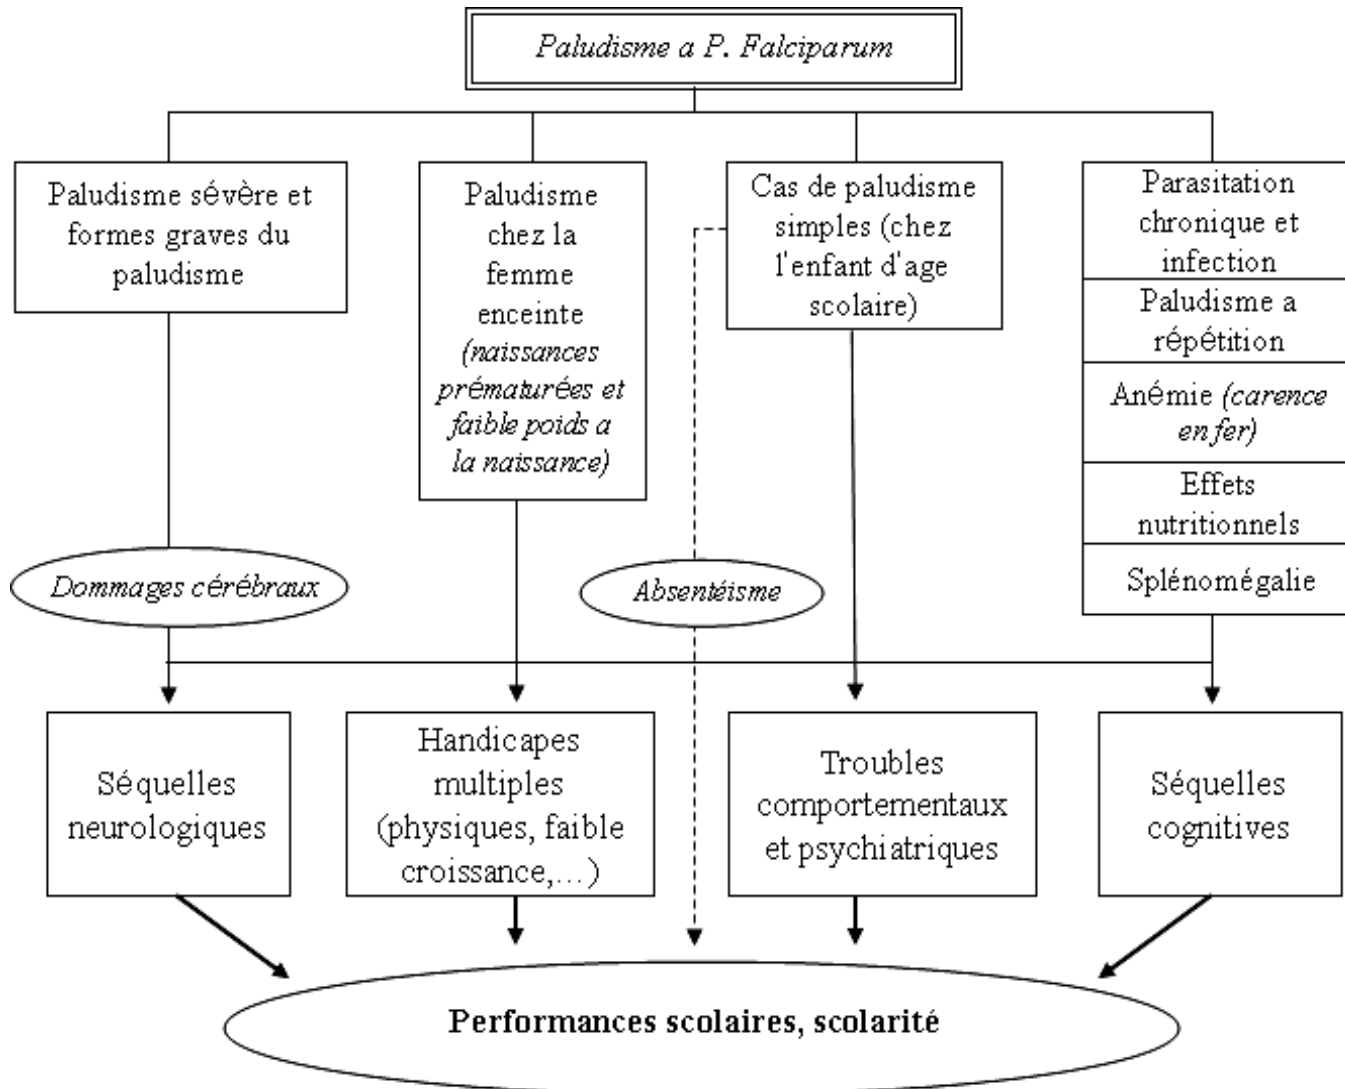 Paludisme a P. Falciparum
Paludisme sévère et
formes graves du
paludisme
Paludisme
chez la
femme
enceinte
(naissances
prématurées et
faible poids a
la naissance)
Cas de paludisme
simples (chez
l'enfant d'age
scolaire)
Parasitation
chronique et
infection
Paludisme a
répétition
Anémie (carence
en fer)
Effets
nutritionnels
Splénomégalie
Dommages cérébraux
Absentéisme
Séquelles
neurologiques
Handicapes
multiples
(physiques, faible
croissance,...)
Troubles
comportementaux
et psychiatriques
Séquelles
cognitives
Performances scolaires, scolarité